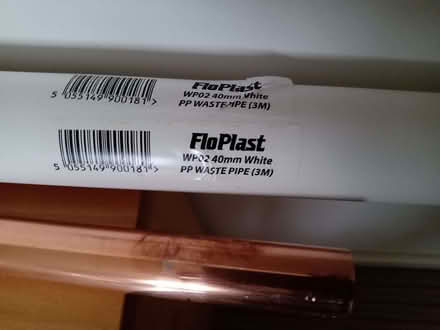 FloPlast
WP02 40mm White
PP WASTE PIPE (3M)
5 055149 900181 >
FloPlast
WP02 40mm White
PP WASTE PIPE (3M)
5 055149 900181 >